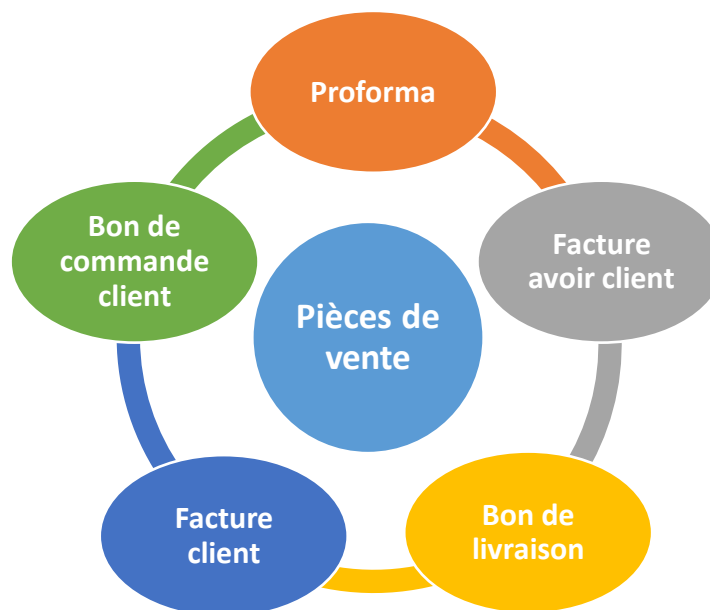 Proforma
Bon de
commande
client
Facture
avoir client
Pièces de
vente
Facture
client
Bon de
livraison